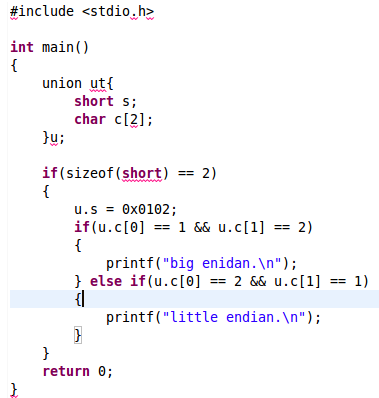 #include <stdio.h>
int main()
{
union ut{
short s;
char c[2];
}u;
if(sizeof(short) == 2)
{
u.s = 0x0102;
if(u.c[0] == 1 && u.c[1] == 2)
{
printf("big enidan.\n");
} else if(u.c[0] == 2 && u.c[1] == 1)
{
printf("little endian.\n");
}
}
return 0;
}